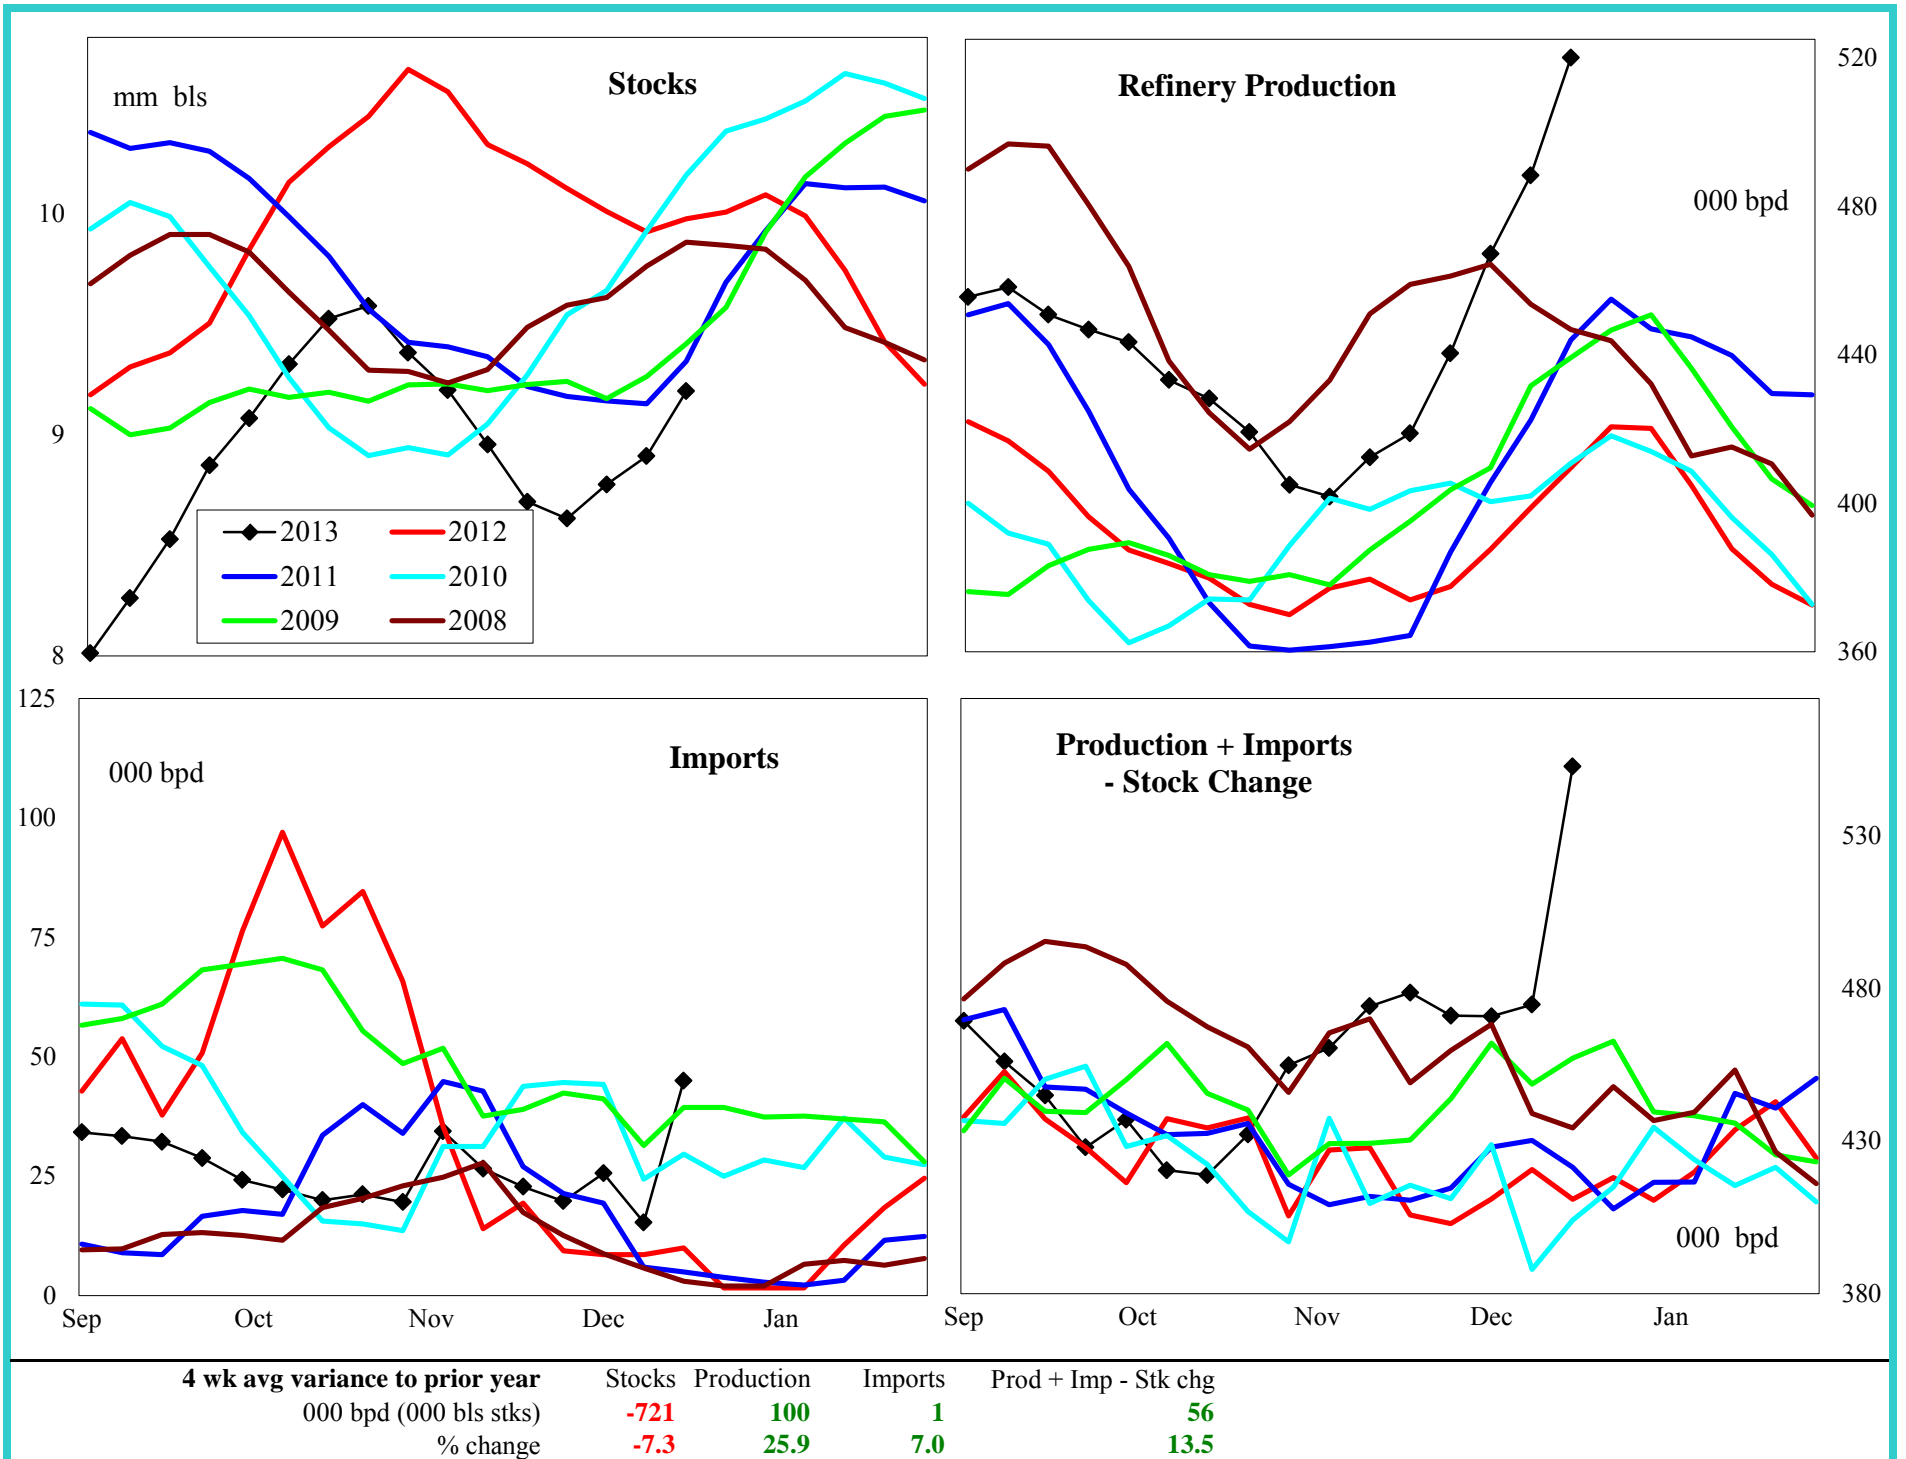 Stocks
mm bls
10
9
8
2013
2012
2011
2010
2009
2008
Refinery Production
000 bpd
520
480
440
400
360
Imports
000 bpd
125
100
75
50
25
0
Sep
Oct
Nov
Dec
Jan
Production + Imports
- Stock Change
530
480
430
380
000 bpd
Sep
Oct
Nov
Dec
Jan
4 wk avg variance to prior year Stocks Production Imports Prod + Imp - Stk chg
000 bpd (000 bls stks) -721 100 1 56
% change -7.3 25.9 7.0 13.5